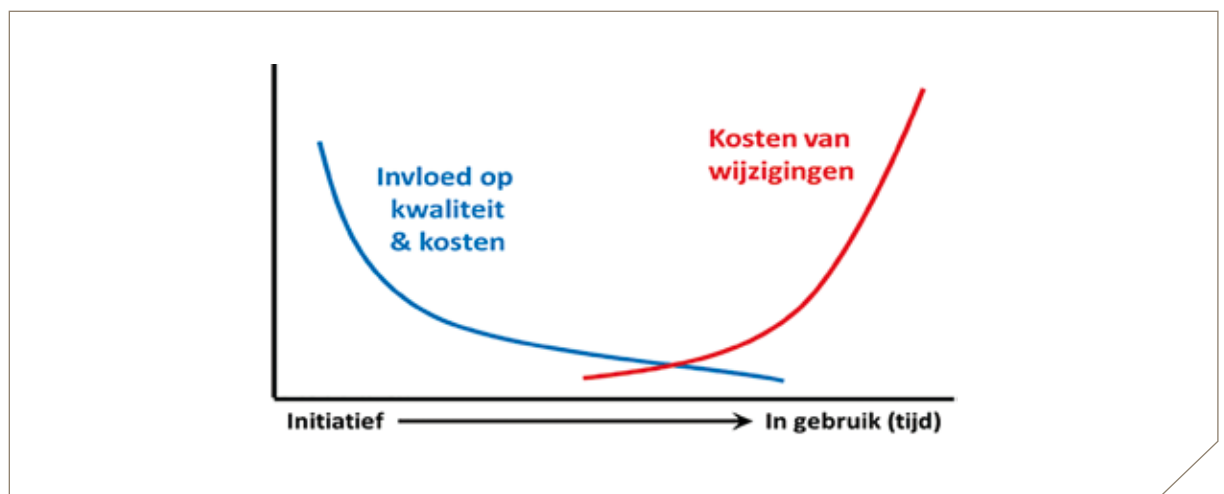 Invloed op
kwaliteit
& kosten
Kosten van
wijzigingen
Initiatief
In gebruik (tijd)